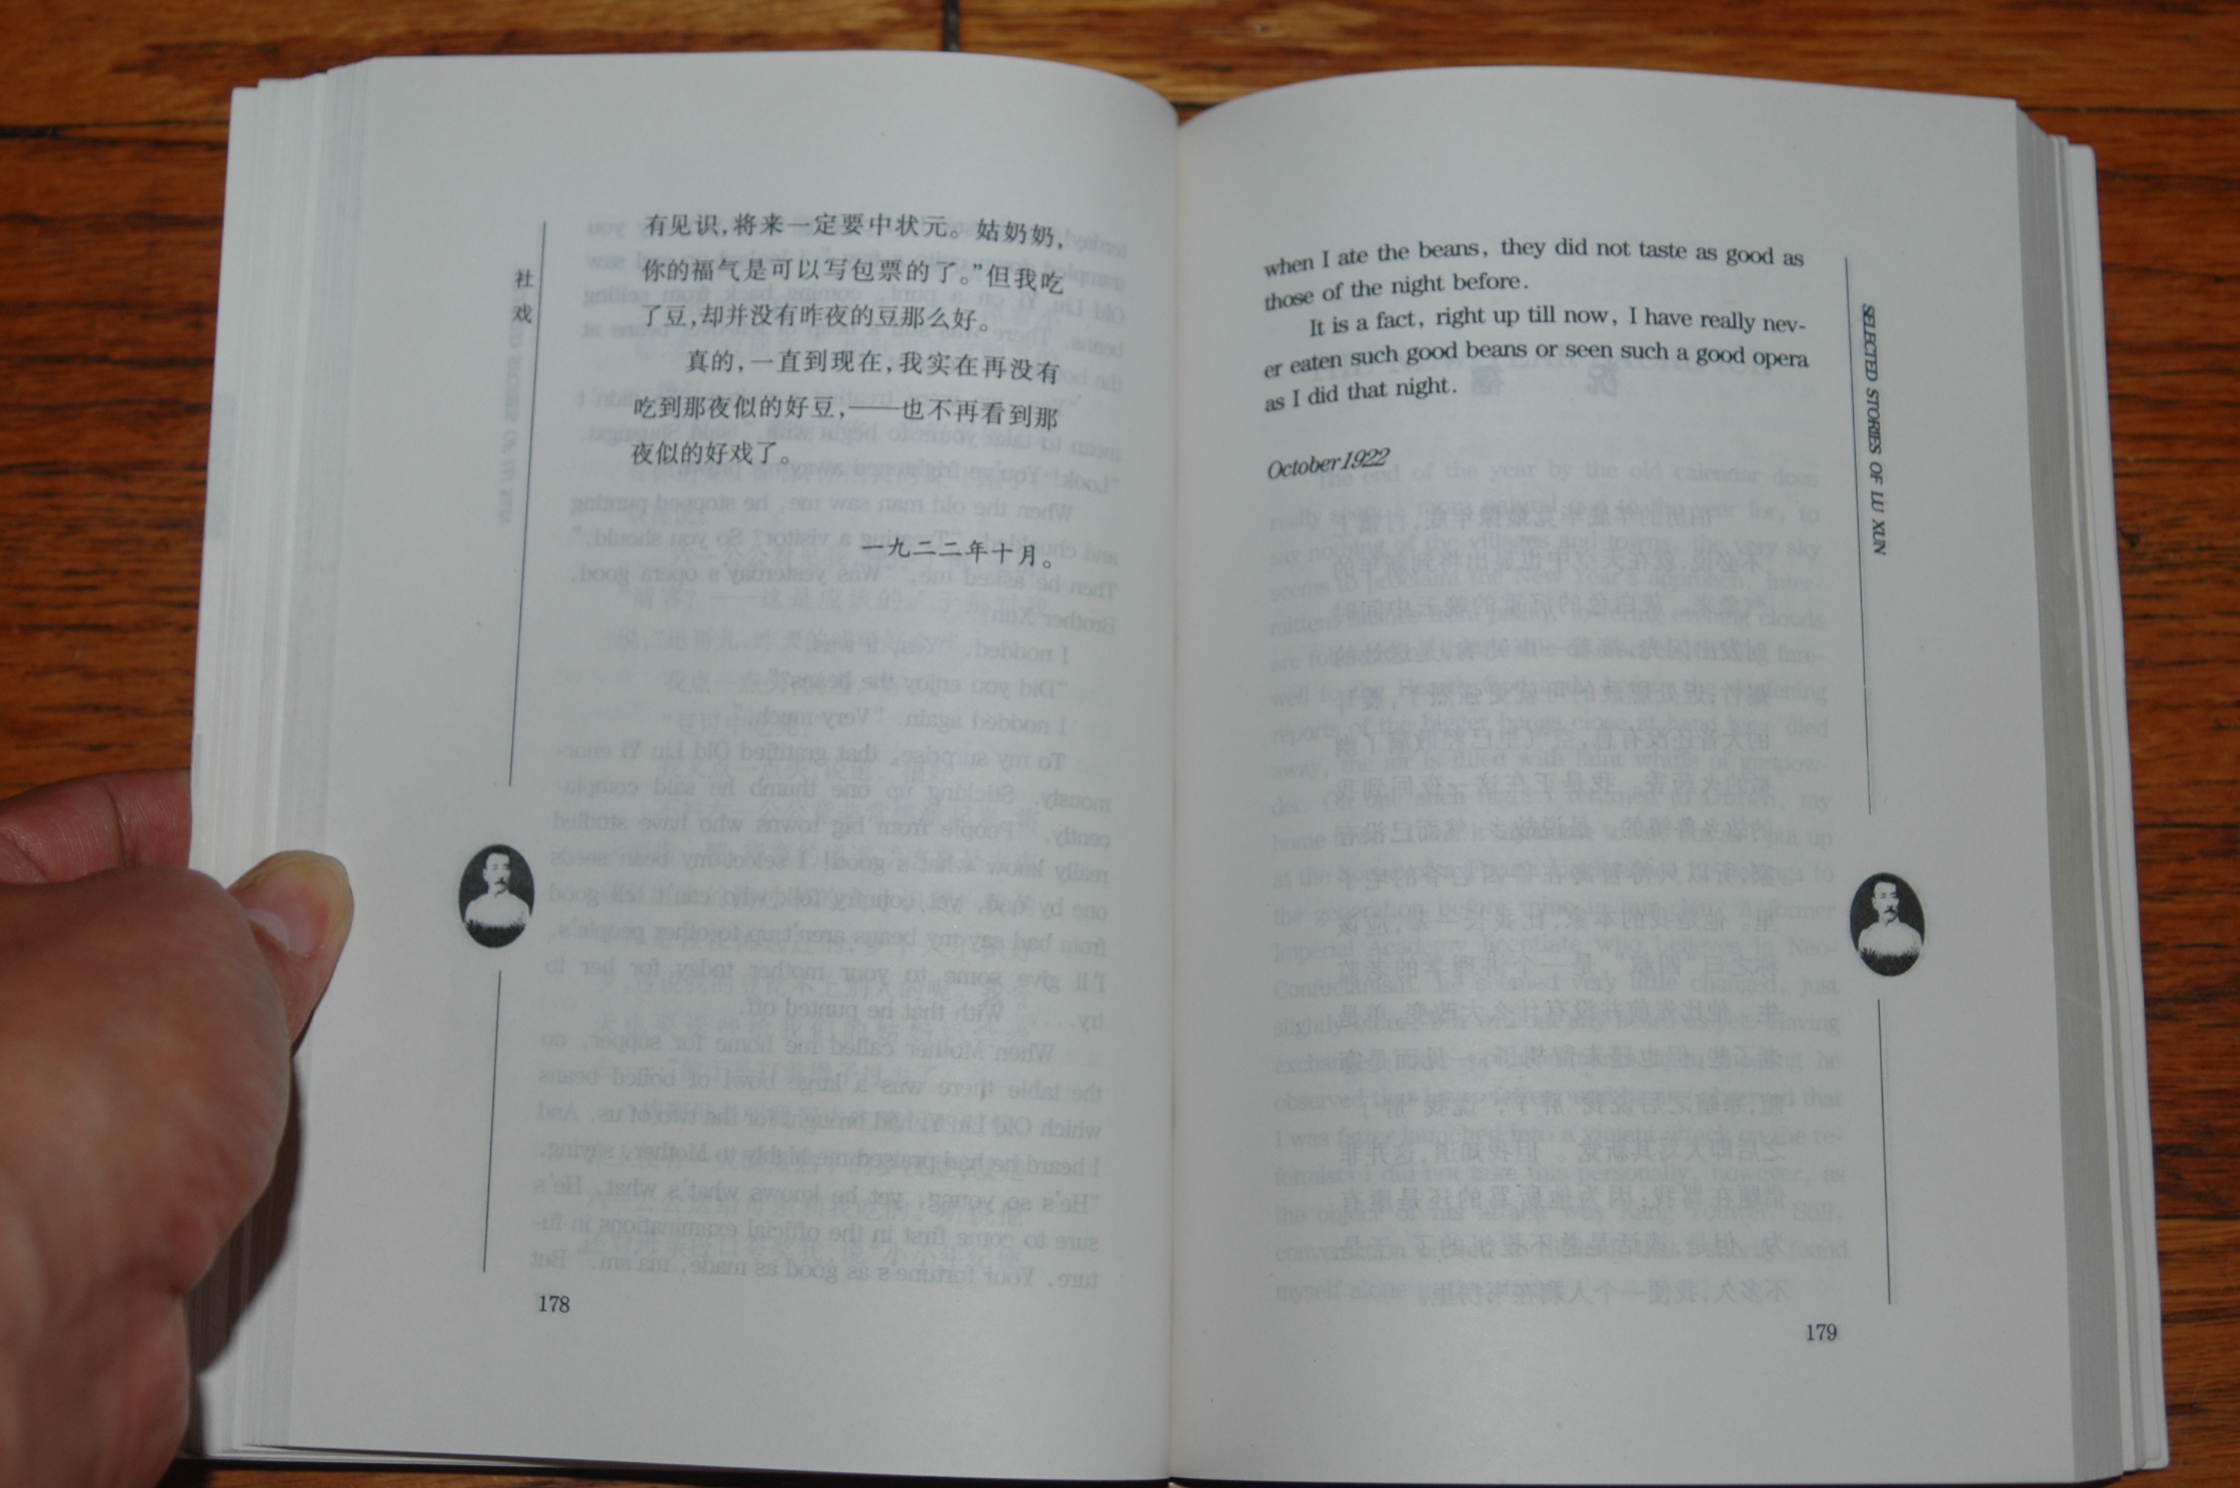 社
戏
有见识,将来一定要中状元。姑奶奶,
你的福气是可以写包票的了。”但我吃
了豆,却并没有昨夜的豆那么好。
真的,一直到现在,我实在再没有
吃到那夜似的好豆,——也不再看到那
夜似的好戏了。
一九二二年十月。
178
SELECTED STORIES OF LU XUN
when I ate the beans, they did not taste as good as
those of the night before.
It is a fact, right up till now, I have really nev-
er eaten such good beans or seen such a good opera
as I did that night.
October 1922
179